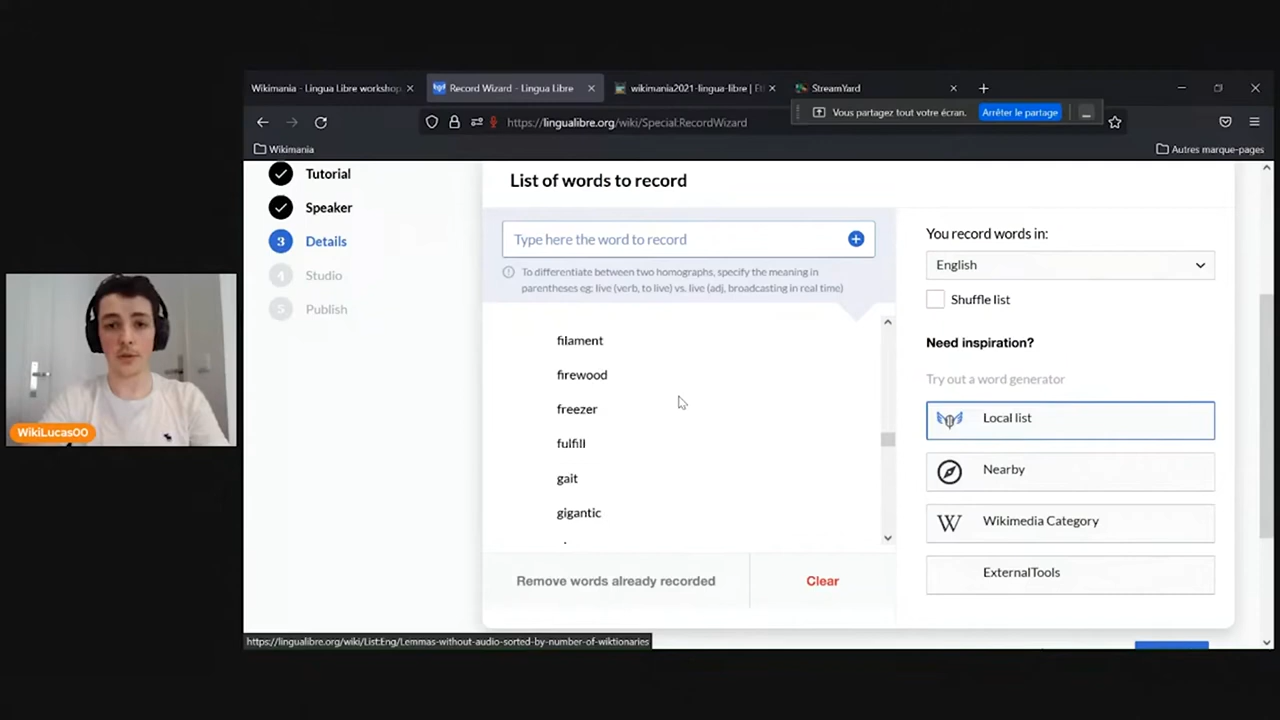 Wikimania - Lingua Libre workshop
Record Wizard - Lingua Libre
wikimania2021-lingua-libre | Et
StreamYard
Vous partagez tout votre écran.
Arrêter le partage
https://lingualibre.org/wiki/Special:RecordWizard
Wikimania
Autres marque-pages
Tutorial
Speaker
3 Details
4 Studio
5 Publish
List of words to record
Type here the word to record
To differentiate between two homographs, specify the meaning in
parentheses eg: live (verb, to live) vs. live (adj, broadcasting in real time)
filament
firewood
freezer
fulfill
gait
gigantic
Remove words already recorded
Clear
You record words in:
English
Shuffle list
Need inspiration?
Try out a word generator
Local list
Nearby
W Wikimedia Category
ExternalTools
https://lingualibre.org/wiki/List:Eng/Lemmas-without-audio-sorted-by-number-of-wiktionaries
WikiLucas00